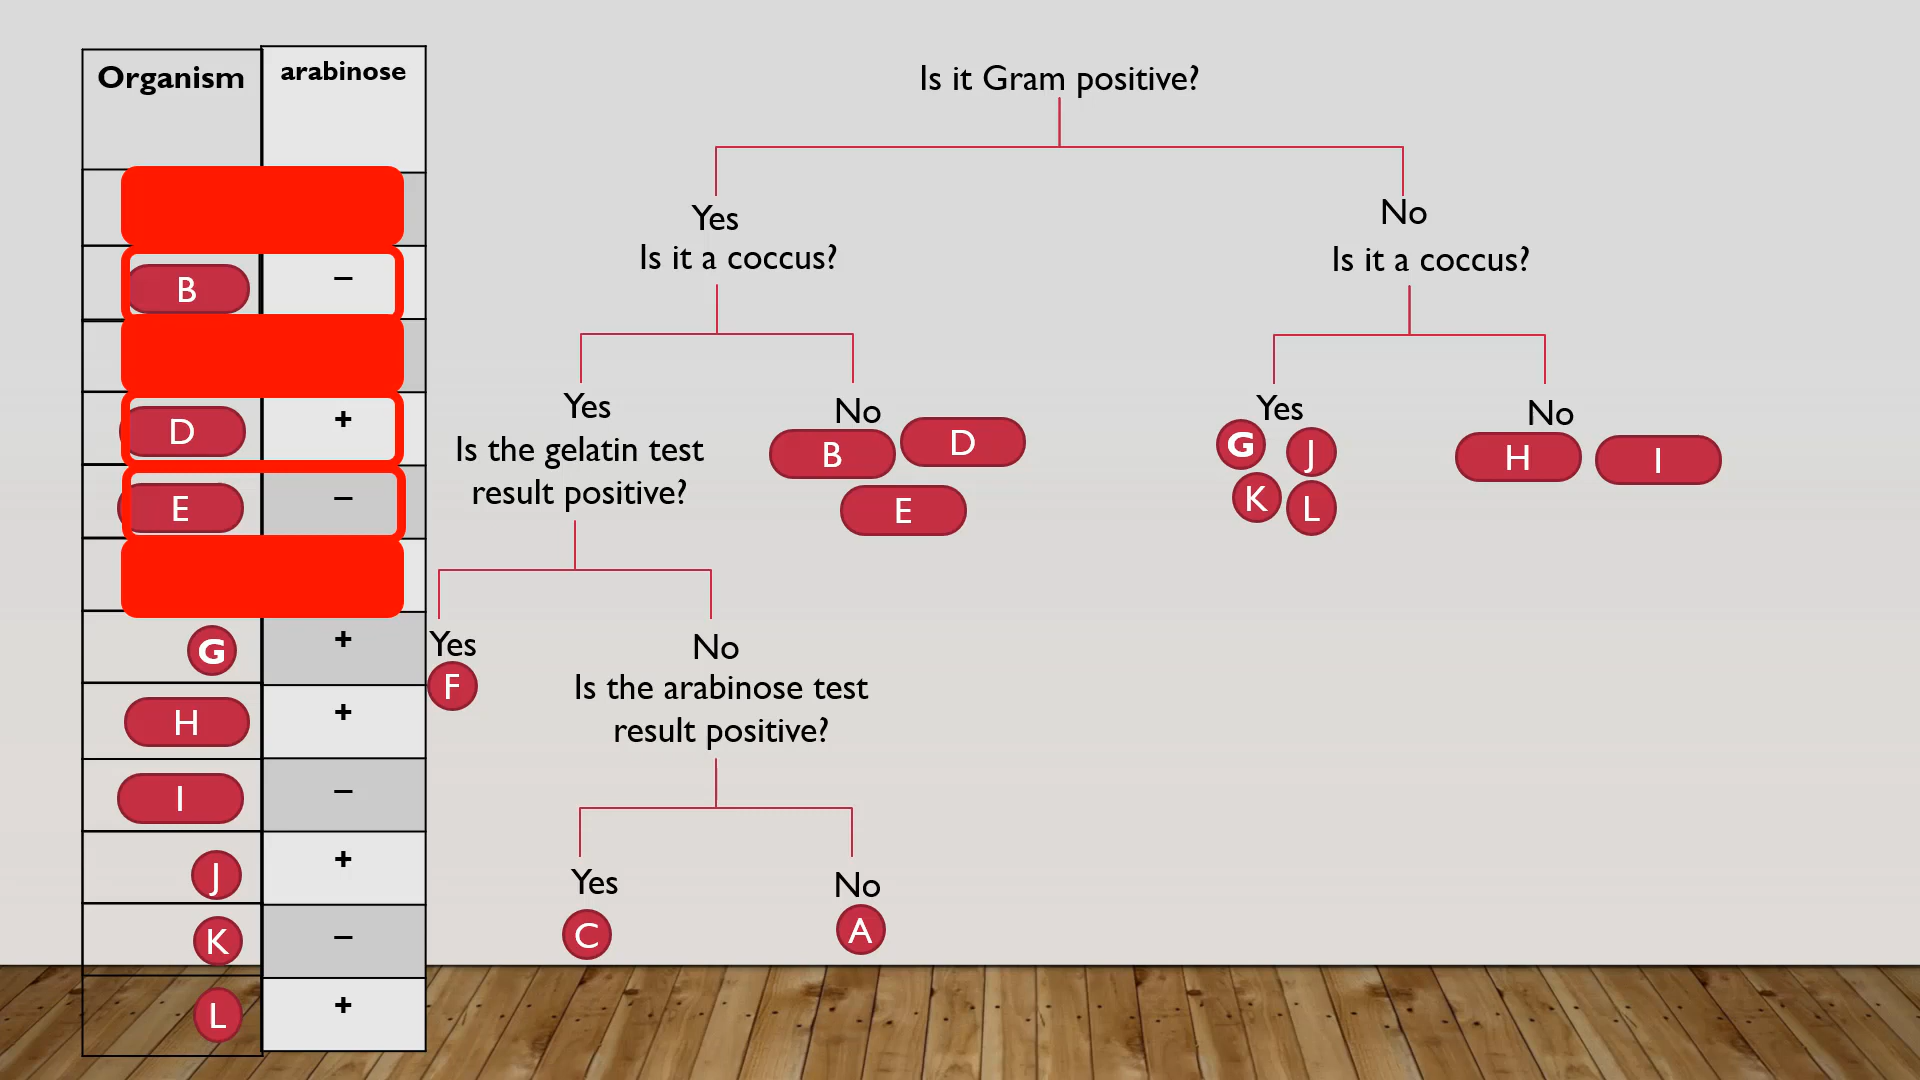 Organism arabinose
B –
D +
E –
G +
H +
I –
J +
K –
L +
Is it Gram positive?
Yes
Is it a coccus?
No
Is it a coccus?
Yes
Is the gelatin test
result positive?
No
B D
E
Yes
G J
K L
No
H I
Yes
F
No
Is the arabinose test
result positive?
Yes
C
No
A